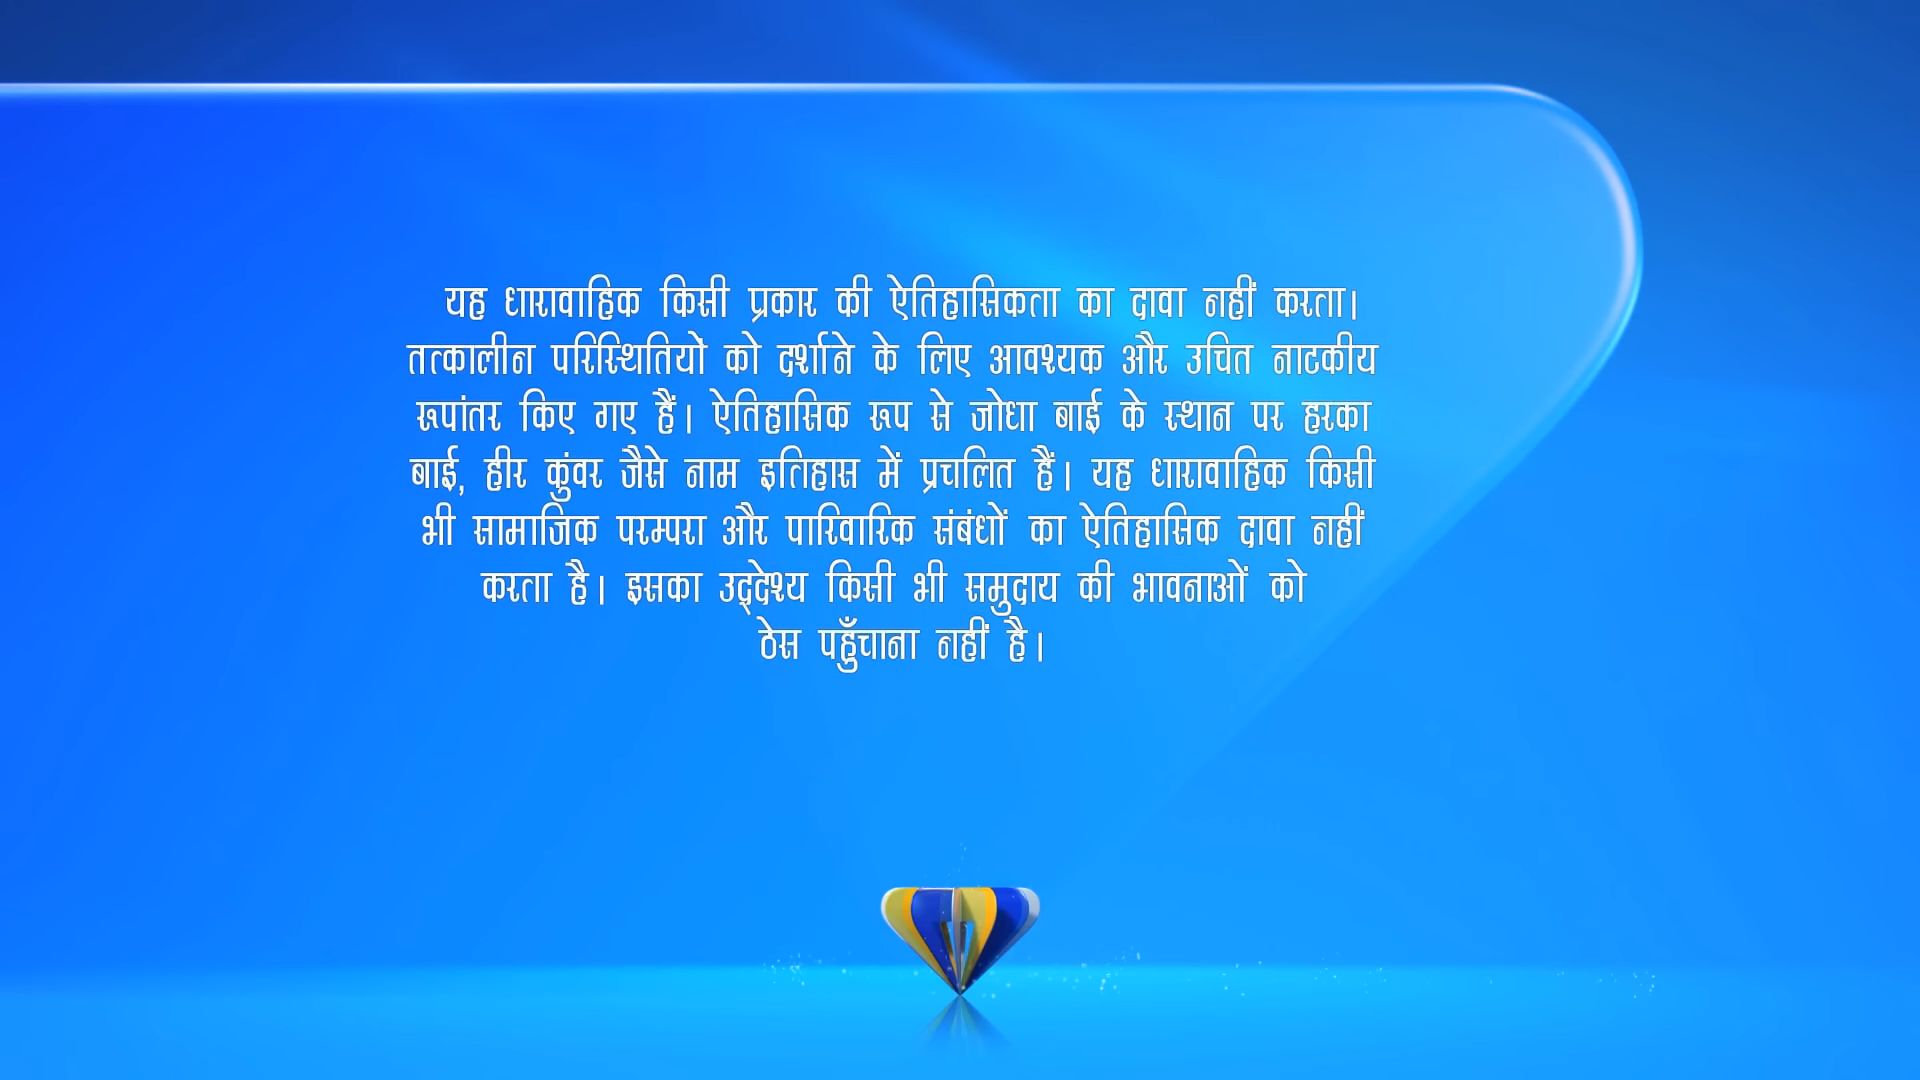 यह धारावाहिक किसी प्रकार की ऐतिहासिकता का दावा नहीं करता।
तत्कालीन परिस्थितियों को दर्शाने के लिए आवश्यक और उचित नाटकीय
रूपांतर किए गए हैं। ऐतिहासिक रूप से जोधा बाई के स्थान पर हरका
बाई, हीर कुंवर जैसे नाम इतिहास में प्रचलित हैं। यह धारावाहिक किसी
भी सामाजिक परम्परा और पारिवारिक संबंधों का ऐतिहासिक दावा नहीं
करता है। इसका उद्देश्य किसी भी समुदाय की भावनाओं को
ठेस पहुँचाना नहीं है।